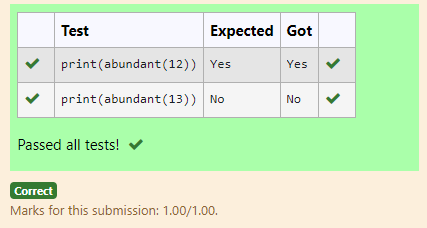 Test Expected Got
print(abundant(12)) Yes Yes
print(abundant(13)) No No
Passed all tests!
Correct
Marks for this submission: 1.00/1.00.